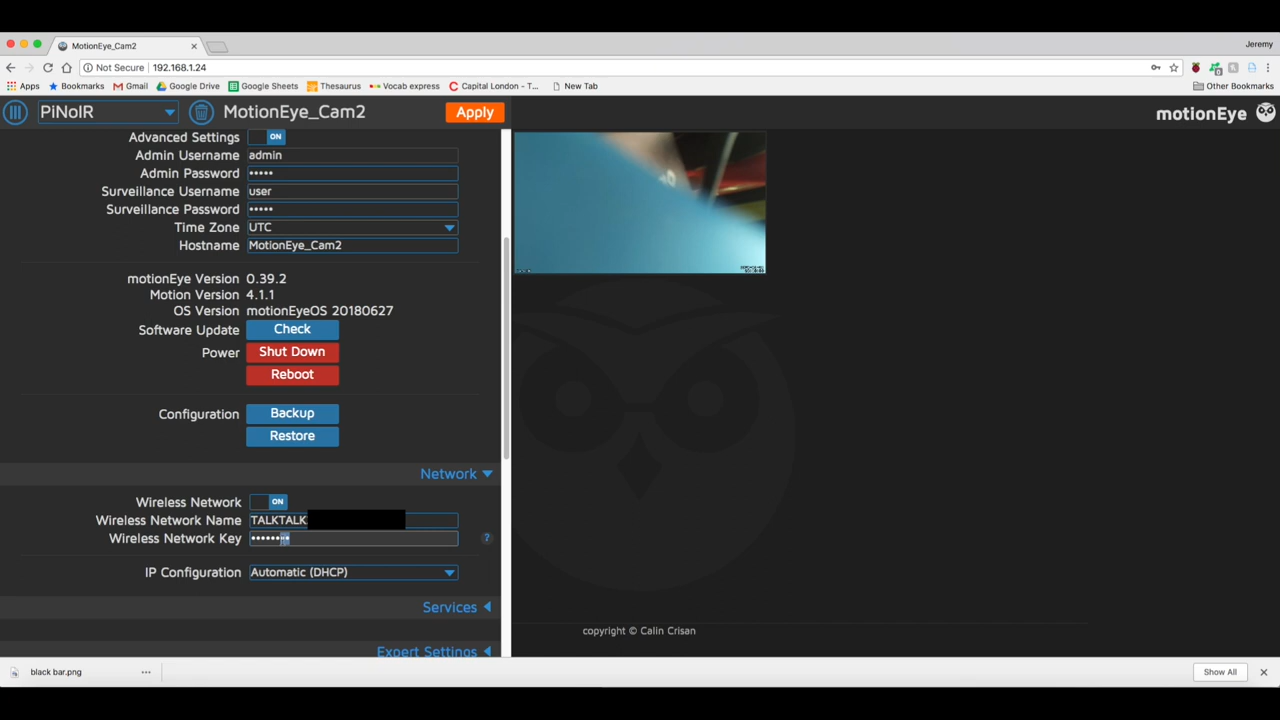 MotionEye_Cam2
Jeremy
Not Secure 192.168.1.24
Apps Bookmarks Gmail Google Drive Google Sheets Thesaurus Vocab express Capital London - T... New Tab Other Bookmarks
PiNoIR MotionEye_Cam2 Apply motionEye
Advanced Settings ON
Admin Username admin
Admin Password •••••
Surveillance Username user
Surveillance Password •••••
Time Zone UTC
Hostname MotionEye_Cam2
motionEye Version 0.39.2
Motion Version 4.1.1
OS Version motionEyeOS 20180627
Software Update Check
Power Shut Down
Reboot
Configuration Backup
Restore
Network
Wireless Network ON
Wireless Network Name TALKTALK
Wireless Network Key ••••••••
?
IP Configuration Automatic (DHCP)
Services
Expert Settings
copyright © Calin Crisan
black bar.png
Show All